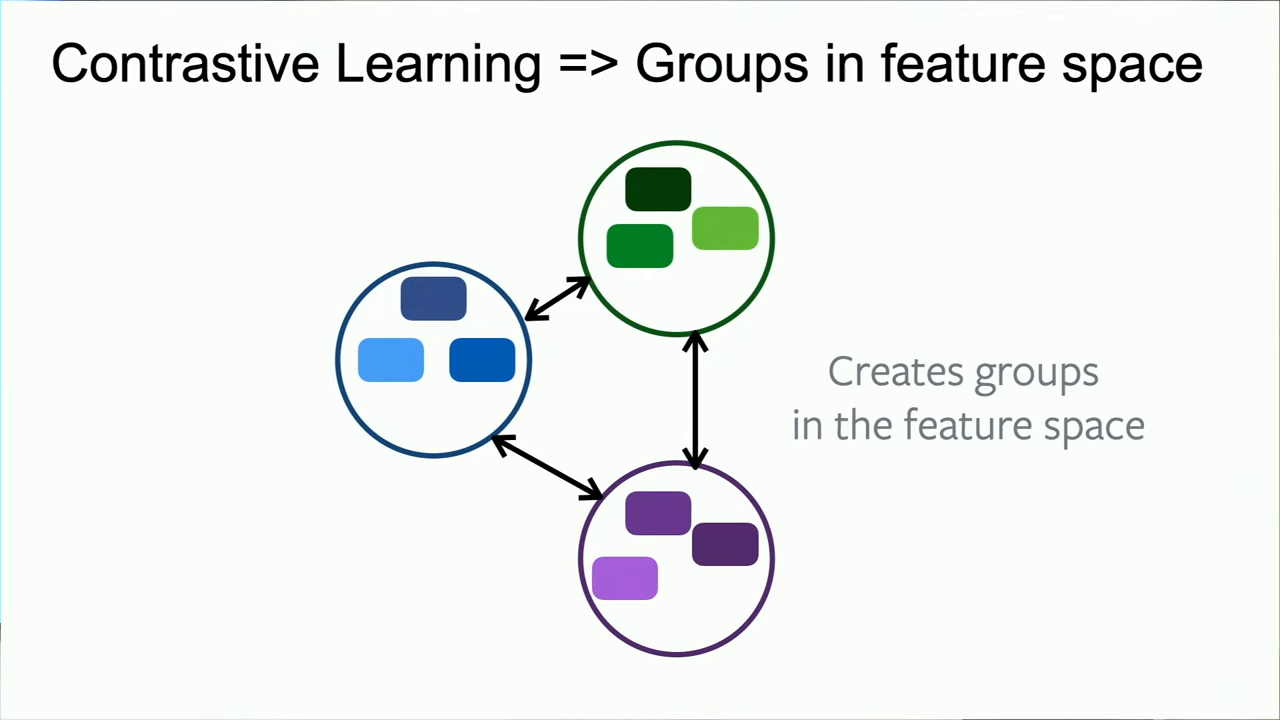 Contrastive Learning => Groups in feature space
Creates groups
in the feature space